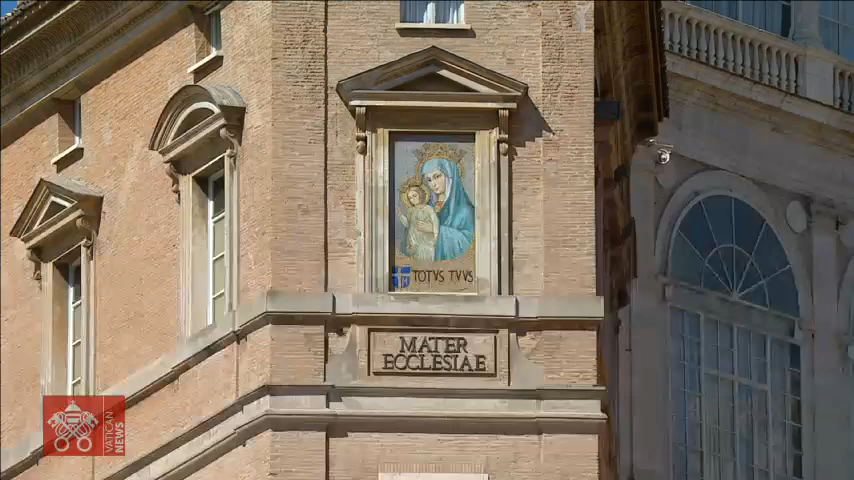 TOTVS TVVS
MATER
ECCLESIAE
VATICAN
NEWS